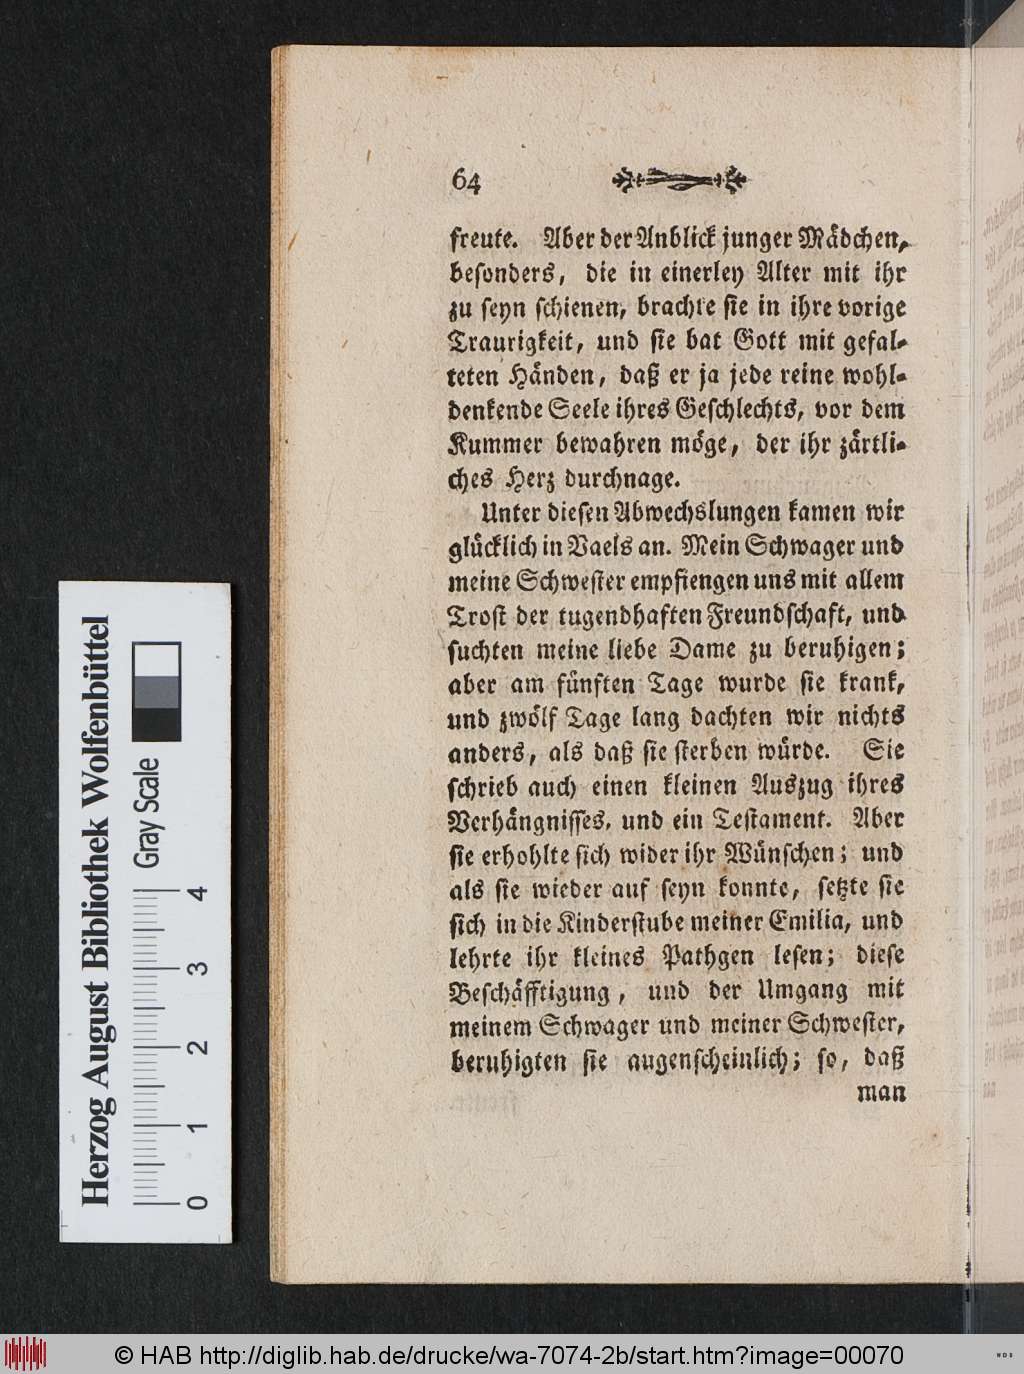 64
freute. Aber der Anblick junger Mädchen,
besonders, die in einerley Alter mit ihr
zu seyn schienen, brachte sie in ihre vorige
Traurigkeit, und sie bat Gott mit gefal-
teten Händen, daß er ja jede reine wohl-
denkende Seele ihres Geschlechts, vor dem
Kummer bewahren möge, der ihr zärtli-
ches Herz durchnage.
Unter diesen Abwechslungen kamen wir
glücklich in Vaels an. Mein Schwager und
meine Schwester empfiengen uns mit allem
Trost der tugendhaften Freundschaft, und
suchten meine liebe Dame zu beruhigen;
aber am fünften Tage wurde sie krank,
und zwölf Tage lang dachten wir nichts
anders, als daß sie sterben würde. Sie
schrieb auch einen kleinen Auszug ihres
Verhängnisses, und ein Testament. Aber
sie erhohlte sich wider ihr Wünschen; und
als sie wieder auf seyn konnte, setzte sie
sich in die Kinderstube meiner Emilia, und
lehrte ihr kleines Pathgen lesen; diese
Beschäfftigung, und der Umgang mit
meinem Schwager und meiner Schwester,
beruhigten sie augenscheinlich; so, daß
man
Herzog August Bibliothek Wolfenbüttel
Gray Scale
0 1 2 3 4
© HAB http://diglib.hab.de/drucke/wa-7074-2b/start.htm?image=00070
WDB